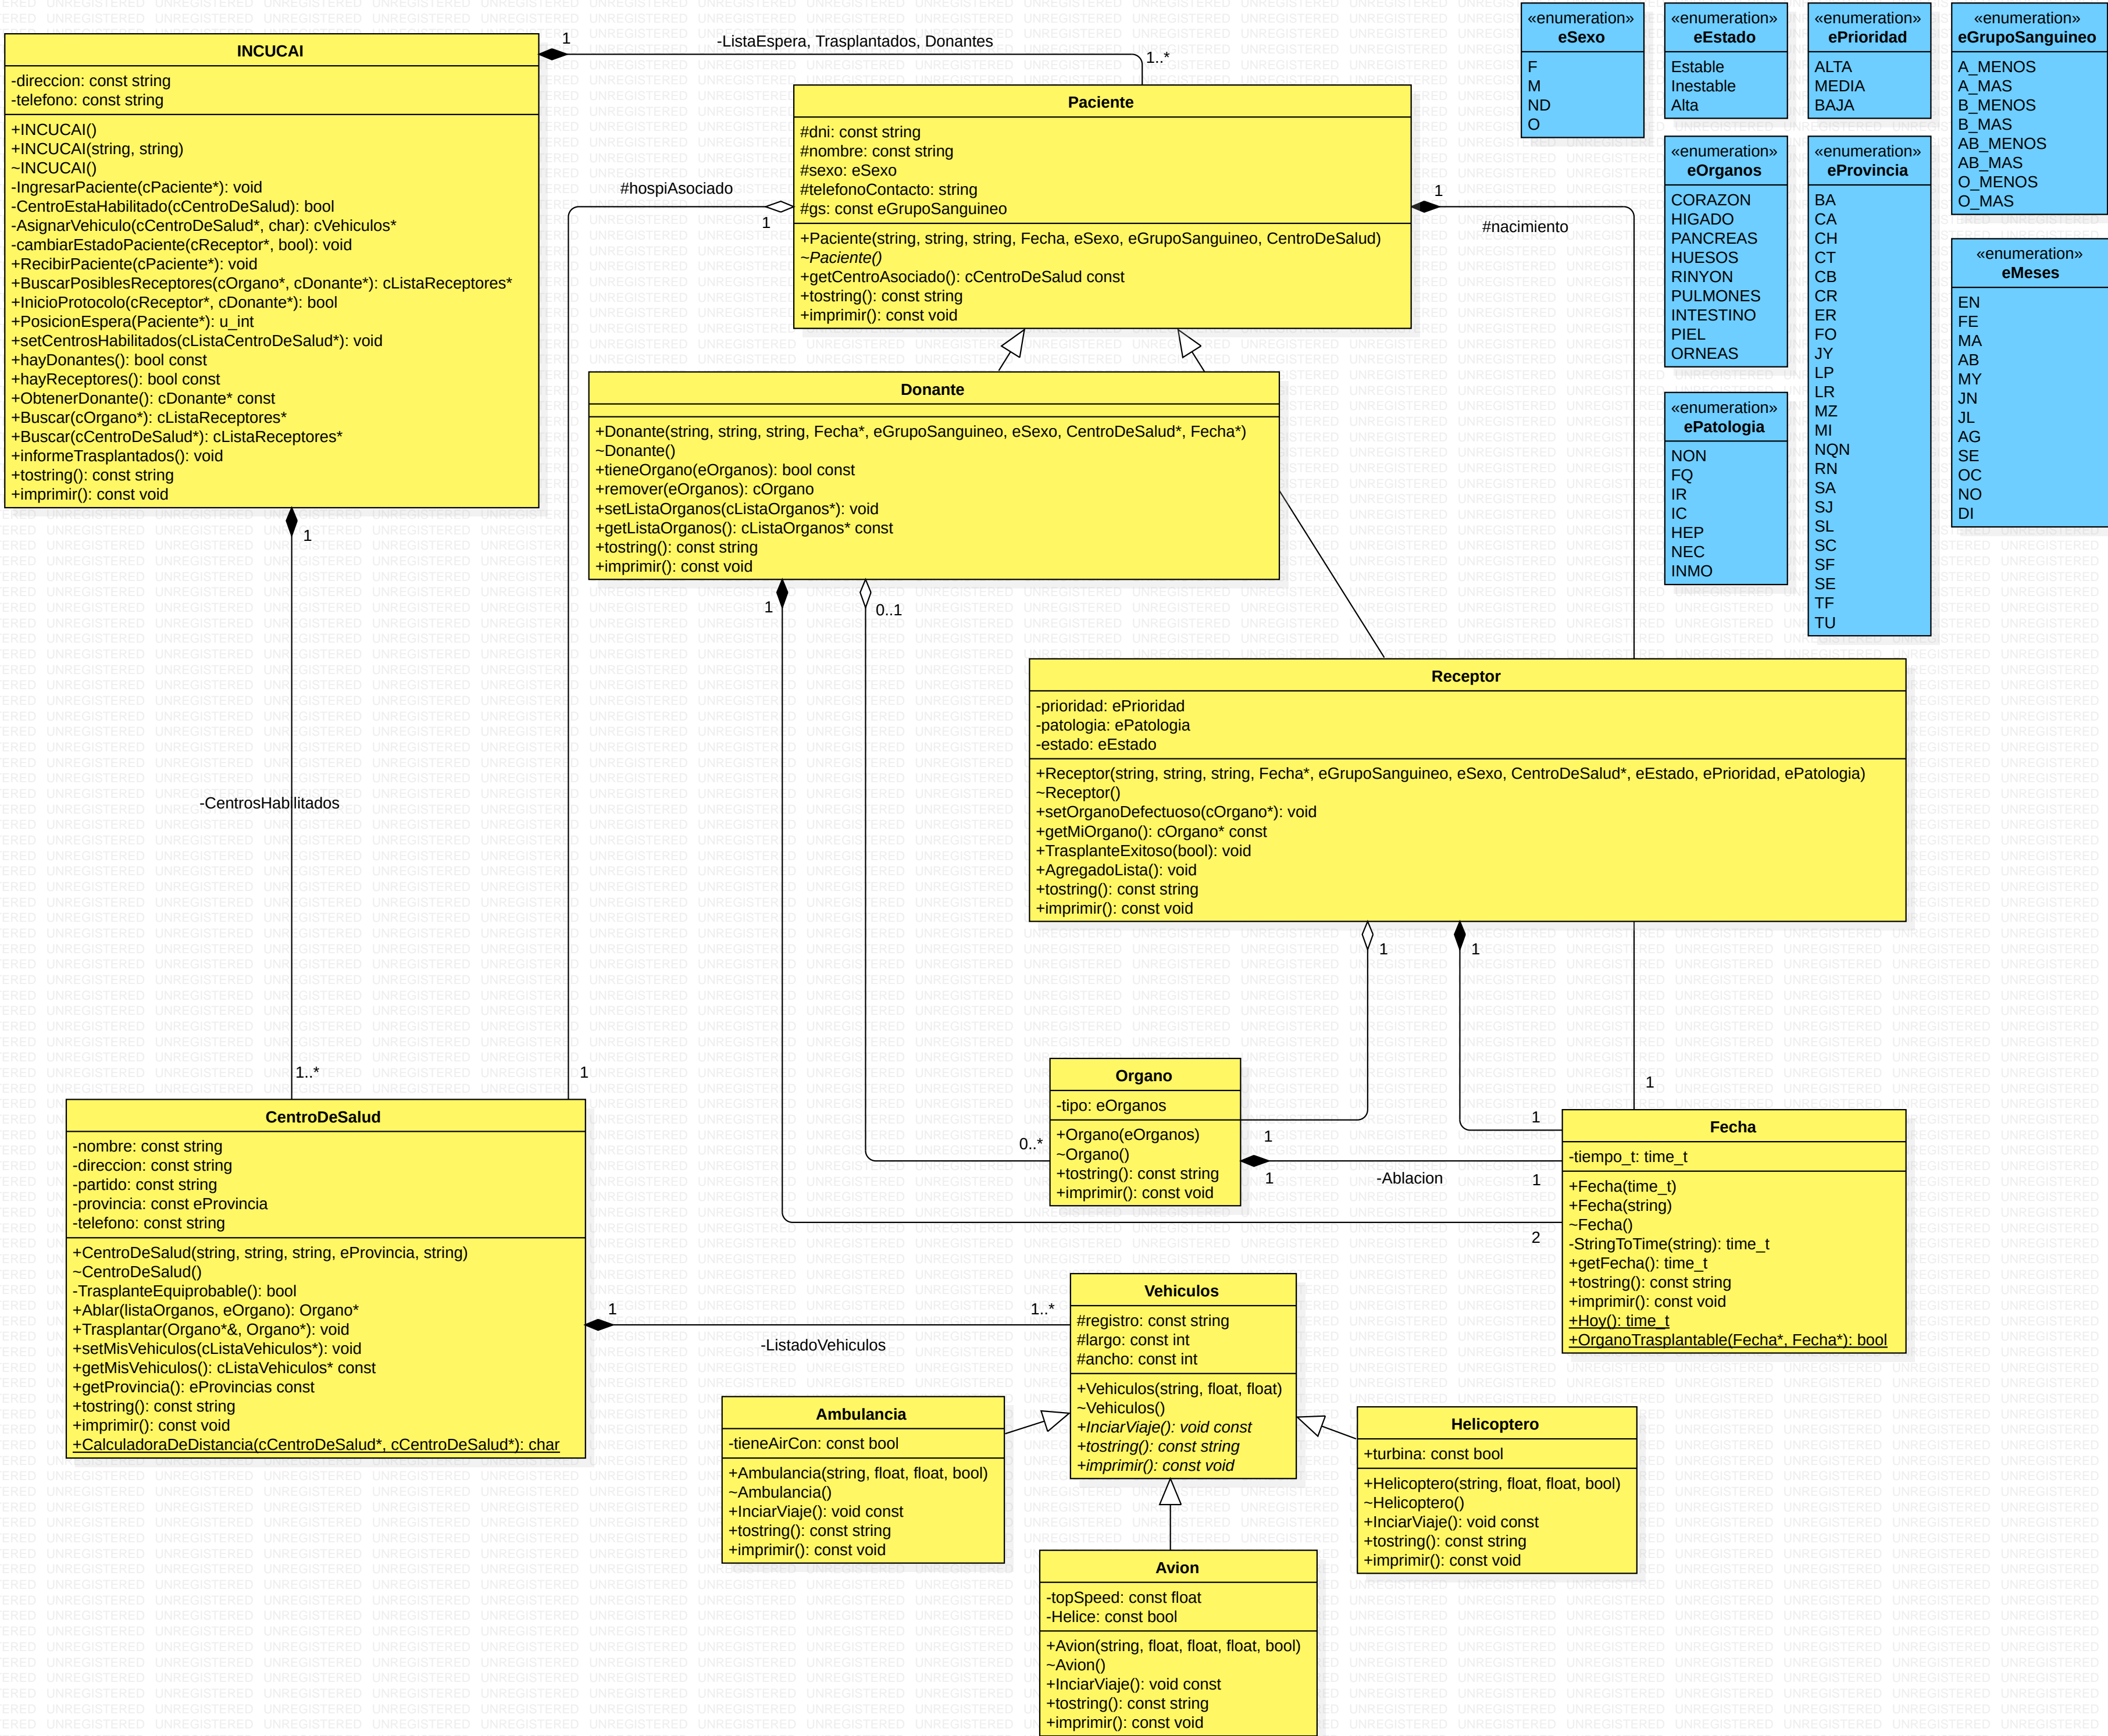 INCUCAI
-direccion: const string
-telefono: const string
+INCUCAI()
+INCUCAI(string, string)
~INCUCAI()
-IngresarPaciente(cPaciente*): void
-CentroEstaHabilitado(cCentroDeSalud): bool
-AsignarVehiculo(cCentroDeSalud*, char): cVehiculos*
-cambiarEstadoPaciente(cReceptor*, bool): void
+RecibirPaciente(cPaciente*): void
+BuscarPosiblesReceptores(cOrgano*, cDonante*): cListaReceptores*
+InicioProtocolo(cReceptor*, cDonante*): bool
+PosicionEspera(Paciente*): u_int
+setCentrosHabilitados(cListaCentroDeSalud*): void
+hayDonantes(): bool const
+hayReceptores(): bool const
+ObtenerDonante(): cDonante* const
+Buscar(cOrgano*): cListaReceptores*
+Buscar(cCentroDeSalud*): cListaReceptores*
+informeTrasplantados(): void
+tostring(): const string
+imprimir(): const void
1
-ListaEspera, Trasplantados, Donantes
1..*
Paciente
#dni: const string
#nombre: const string
#sexo: eSexo
#telefonoContacto: string
#gs: const eGrupoSanguineo
+Paciente(string, string, string, Fecha, eSexo, eGrupoSanguineo, CentroDeSalud)
~Paciente()
+getCentroAsociado(): cCentroDeSalud const
+tostring(): const string
+imprimir(): const void
#hospiAsociado
1
1
#nacimiento
«enumeration»
eSexo
F
M
ND
O
«enumeration»
eEstado
Estable
Inestable
Alta
«enumeration»
ePrioridad
ALTA
MEDIA
BAJA
«enumeration»
eGrupoSanguineo
A_MENOS
A_MAS
B_MENOS
B_MAS
AB_MENOS
AB_MAS
O_MENOS
O_MAS
«enumeration»
eOrganos
CORAZON
HIGADO
PANCREAS
HUESOS
RINYON
PULMONES
INTESTINO
PIEL
ORNEAS
«enumeration»
eProvincia
BA
CA
CH
CT
CB
CR
ER
FO
JY
LP
LR
MZ
MI
NQN
RN
SA
SJ
SL
SC
SF
SE
TF
TU
«enumeration»
eMeses
EN
FE
MA
AB
MY
JN
JL
AG
SE
OC
NO
DI
«enumeration»
ePatologia
NON
FQ
IR
IC
HEP
NEC
INMO
Donante
+Donante(string, string, string, Fecha*, eGrupoSanguineo, eSexo, CentroDeSalud*, Fecha*)
~Donante()
+tieneOrgano(eOrganos): bool const
+remover(eOrganos): cOrgano
+setListaOrganos(cListaOrganos*): void
+getListaOrganos(): cListaOrganos* const
+tostring(): const string
+imprimir(): const void
1
1
0..1
Receptor
-prioridad: ePrioridad
-patologia: ePatologia
-estado: eEstado
+Receptor(string, string, string, Fecha*, eGrupoSanguineo, eSexo, CentroDeSalud*, eEstado, ePrioridad, ePatologia)
~Receptor()
+setOrganoDefectuoso(cOrgano*): void
+getMiOrgano(): cOrgano* const
+TrasplanteExitoso(bool): void
+AgregadoLista(): void
+tostring(): const string
+imprimir(): const void
-CentrosHabilitados
1
1
1..*
1
1
Organo
-tipo: eOrganos
+Organo(eOrganos)
~Organo()
+tostring(): const string
+imprimir(): const void
0..*
1
1
-Ablacion
1
1
2
Fecha
-tiempo_t: time_t
+Fecha(time_t)
+Fecha(string)
~Fecha()
-StringToTime(string): time_t
+getFecha(): time_t
+tostring(): const string
+imprimir(): const void
+Hoy(): time_t
+OrganoTrasplantable(Fecha*, Fecha*): bool
CentroDeSalud
-nombre: const string
-direccion: const string
-partido: const string
-provincia: const eProvincia
-telefono: const string
+CentroDeSalud(string, string, string, eProvincia, string)
~CentroDeSalud()
-TrasplanteEquiprobable(): bool
+Ablar(listaOrganos, eOrgano): Organo*
+Trasplantar(Organo*&, Organo*): void
+setMisVehiculos(cListaVehiculos*): void
+getMisVehiculos(): cListaVehiculos* const
+getProvincia(): eProvincias const
+tostring(): const string
+imprimir(): const void
+CalculadoraDeDistancia(cCentroDeSalud*, cCentroDeSalud*): char
1
-ListadoVehiculos
1..*
Vehiculos
#registro: const string
#largo: const int
#ancho: const int
+Vehiculos(string, float, float)
~Vehiculos()
+InciarViaje(): void const
+tostring(): const string
+imprimir(): const void
Ambulancia
-tieneAirCon: const bool
+Ambulancia(string, float, float, bool)
~Ambulancia()
+InciarViaje(): void const
+tostring(): const string
+imprimir(): const void
Helicoptero
+turbina: const bool
+Helicoptero(string, float, float, bool)
~Helicoptero()
+InciarViaje(): void const
+tostring(): const string
+imprimir(): const void
Avion
-topSpeed: const float
-Helice: const bool
+Avion(string, float, float, float, bool)
~Avion()
+InciarViaje(): void const
+tostring(): const string
+imprimir(): const void
UNREGISTERED